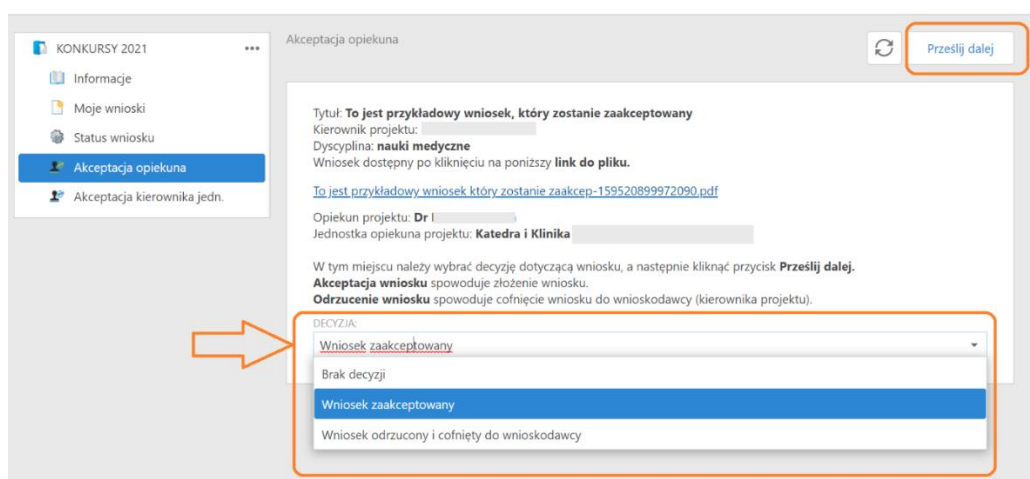 KONKURSY 2021
Informacje
Moje wnioski
Status wniosku
Akceptacja opiekuna
Akceptacja kierownika jedn.
Akceptacja opiekuna
Prześlij dalej
Tytuł: To jest przykładowy wniosek, który zostanie zaakceptowany
Kierownik projektu:
Dyscyplina: nauki medyczne
Wniosek dostępny po kliknięciu na poniższy link do pliku.
To jest przykładowy wniosek który zostanie zaakcep-159520899972090.pdf
Opiekun projektu: Dr
Jednostka opiekuna projektu: Katedra i Klinika
W tym miejscu należy wybrać decyzję dotyczącą wniosku, a następnie kliknąć przycisk Prześlij dalej.
Akceptacja wniosku spowoduje złożenie wniosku.
Odrzucenie wniosku spowoduje cofnięcie wniosku do wnioskodawcy (kierownika projektu).
DECYZJA:
Wniosek zaakceptowany
Brak decyzji
Wniosek zaakceptowany
Wniosek odrzucony i cofnięty do wnioskodawcy